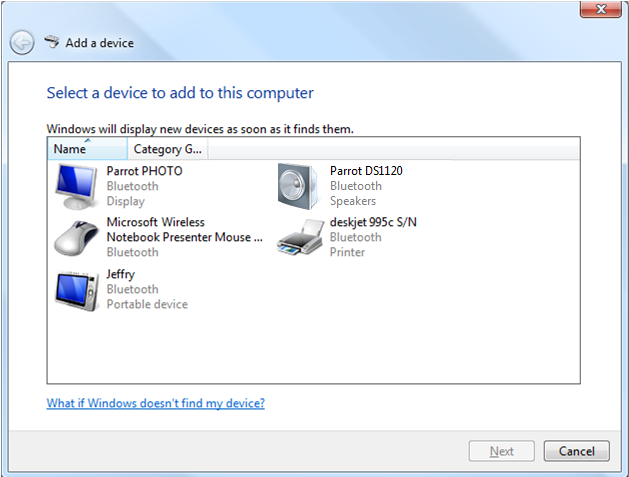 Add a device
Select a device to add to this computer
Windows will display new devices as soon as it finds them.
Name Category G...
Parrot PHOTO
Bluetooth
Display
Parrot DS1120
Bluetooth
Speakers
Microsoft Wireless
Notebook Presenter Mouse ...
Bluetooth
deskjet 995c S/N
Bluetooth
Printer
Jeffry
Bluetooth
Portable device
What if Windows doesn't find my device?
Next Cancel